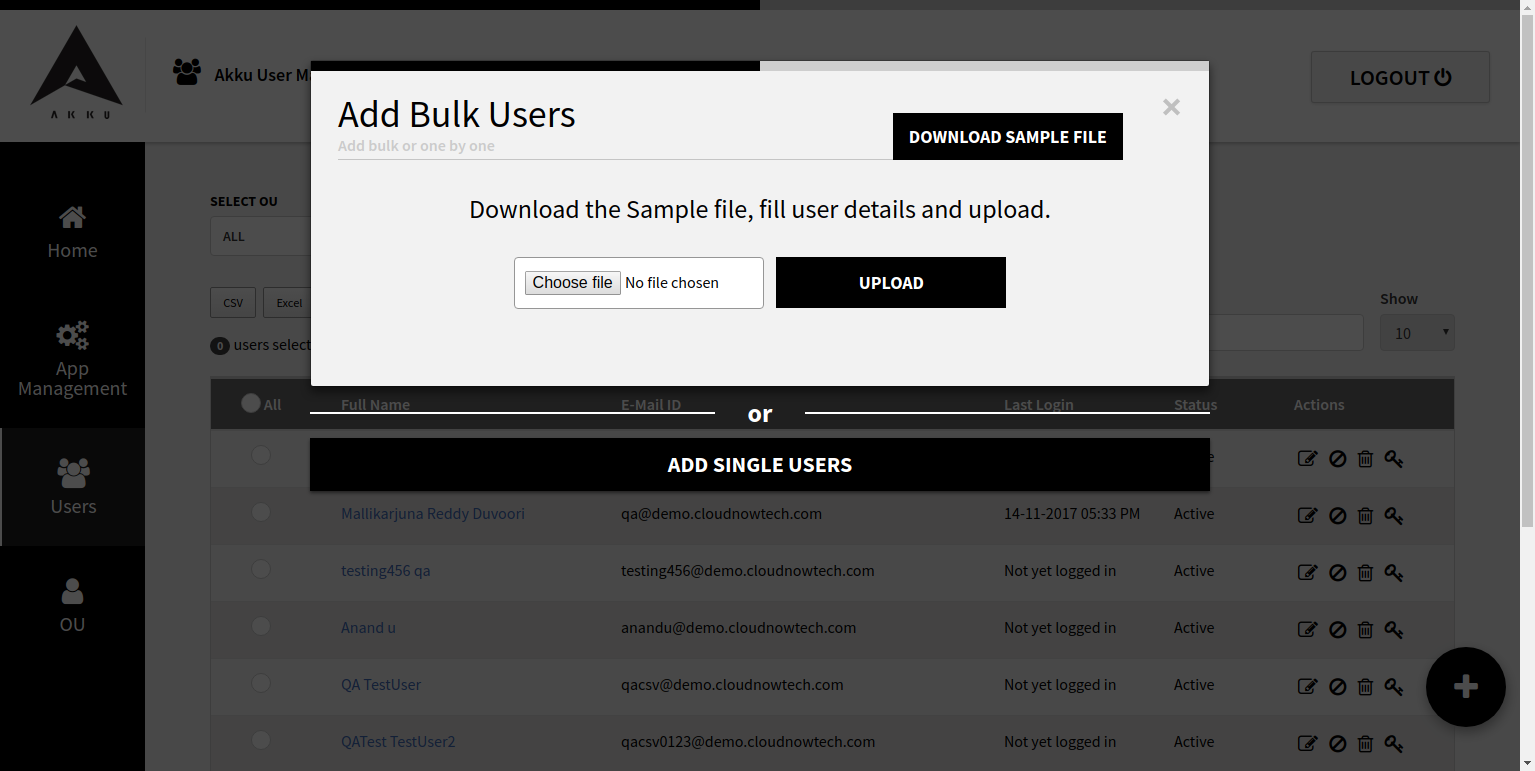 AKKU
Akku User M
LOGOUT
Add Bulk Users
Add bulk or one by one
DOWNLOAD SAMPLE FILE
×
Download the Sample file, fill user details and upload.
Choose file No file chosen
UPLOAD
Home
App
Management
Users
OU
SELECT OU
ALL
CSV Excel
Show
10
0 users select
All Full Name E-Mail ID Last Login Status Actions
or
ADD SINGLE USERS
e
Mallikarjuna Reddy Duvoori qa@demo.cloudnowtech.com 14-11-2017 05:33 PM Active
testing456 qa testing456@demo.cloudnowtech.com Not yet logged in Active
Anand u anandu@demo.cloudnowtech.com Not yet logged in Active
QA TestUser qacsv@demo.cloudnowtech.com Not yet logged in Active
QATest TestUser2 qacsv0123@demo.cloudnowtech.com Not yet logged in Active